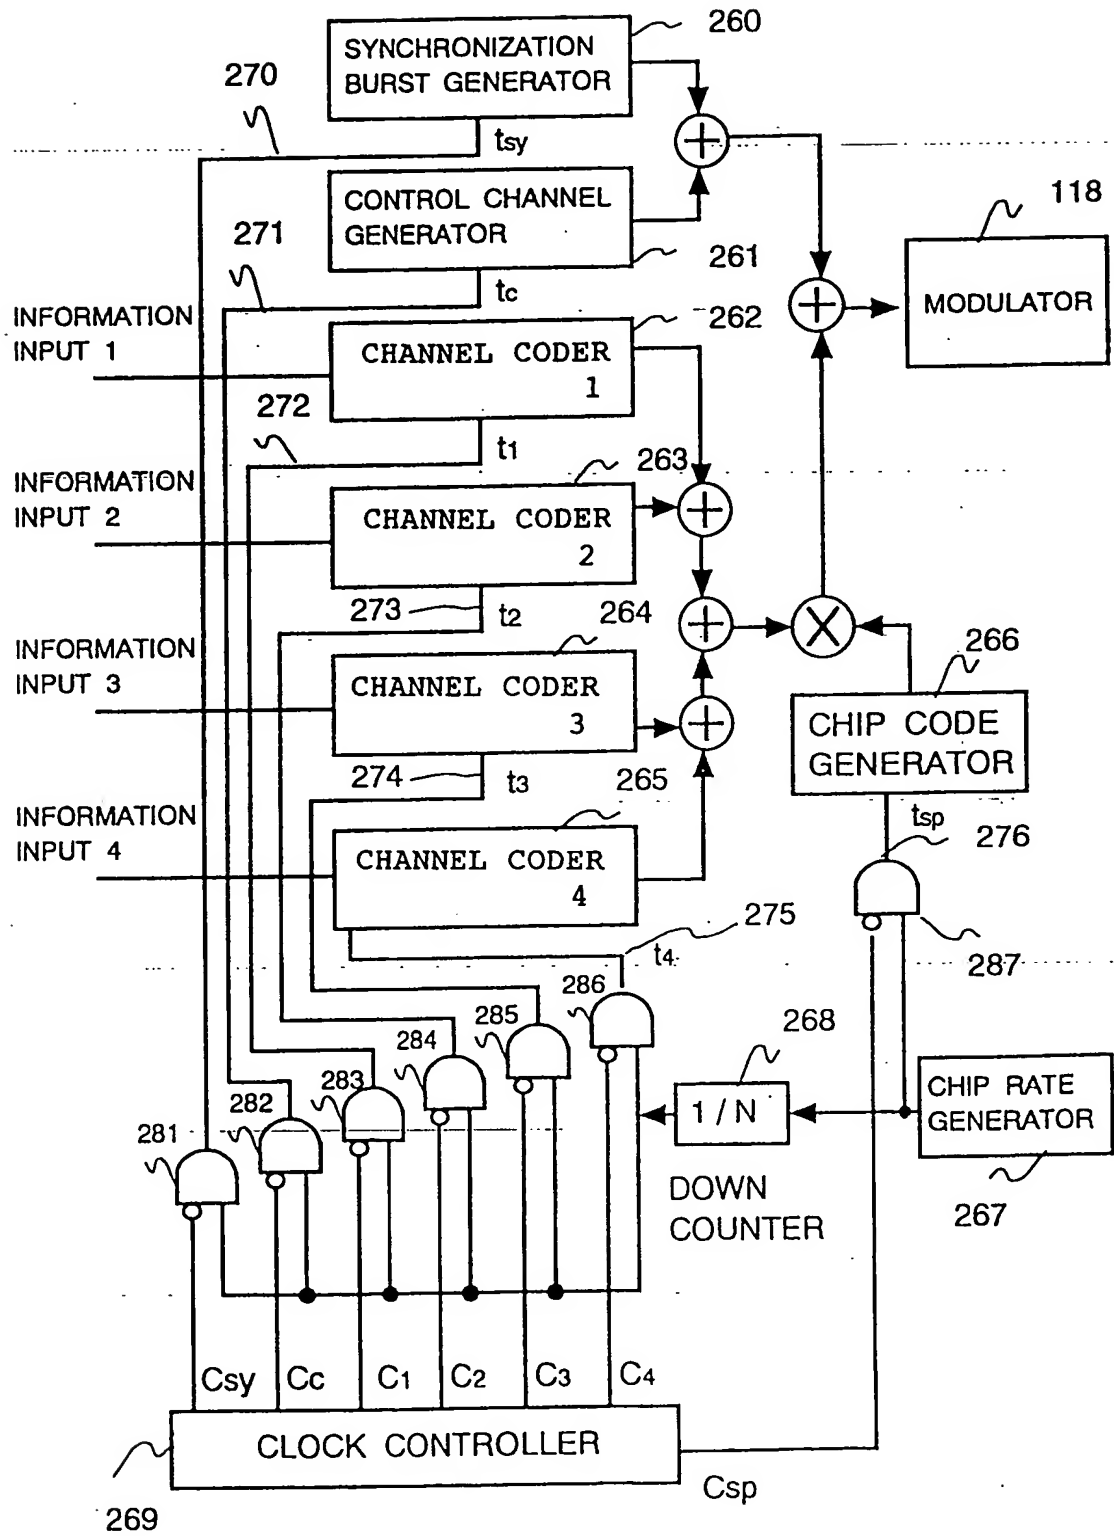 260
SYNCHRONIZATION
BURST GENERATOR
270
tsy
CONTROL CHANNEL
GENERATOR
118
271
261
tc
MODULATOR
INFORMATION
INPUT 1
262
CHANNEL CODER
1
272
t1
263
INFORMATION
INPUT 2
CHANNEL CODER
2
273
t2
264
INFORMATION
INPUT 3
266
CHANNEL CODER
3
CHIP CODE
GENERATOR
274
t3
265
INFORMATION
INPUT 4
tsp
276
CHANNEL CODER
4
275
t4
287
286
285
268
284
283
CHIP RATE
GENERATOR
1 / N
282
281
DOWN
COUNTER
267
Csy
Cc
C1
C2
C3
C4
CLOCK CONTROLLER
Csp
269